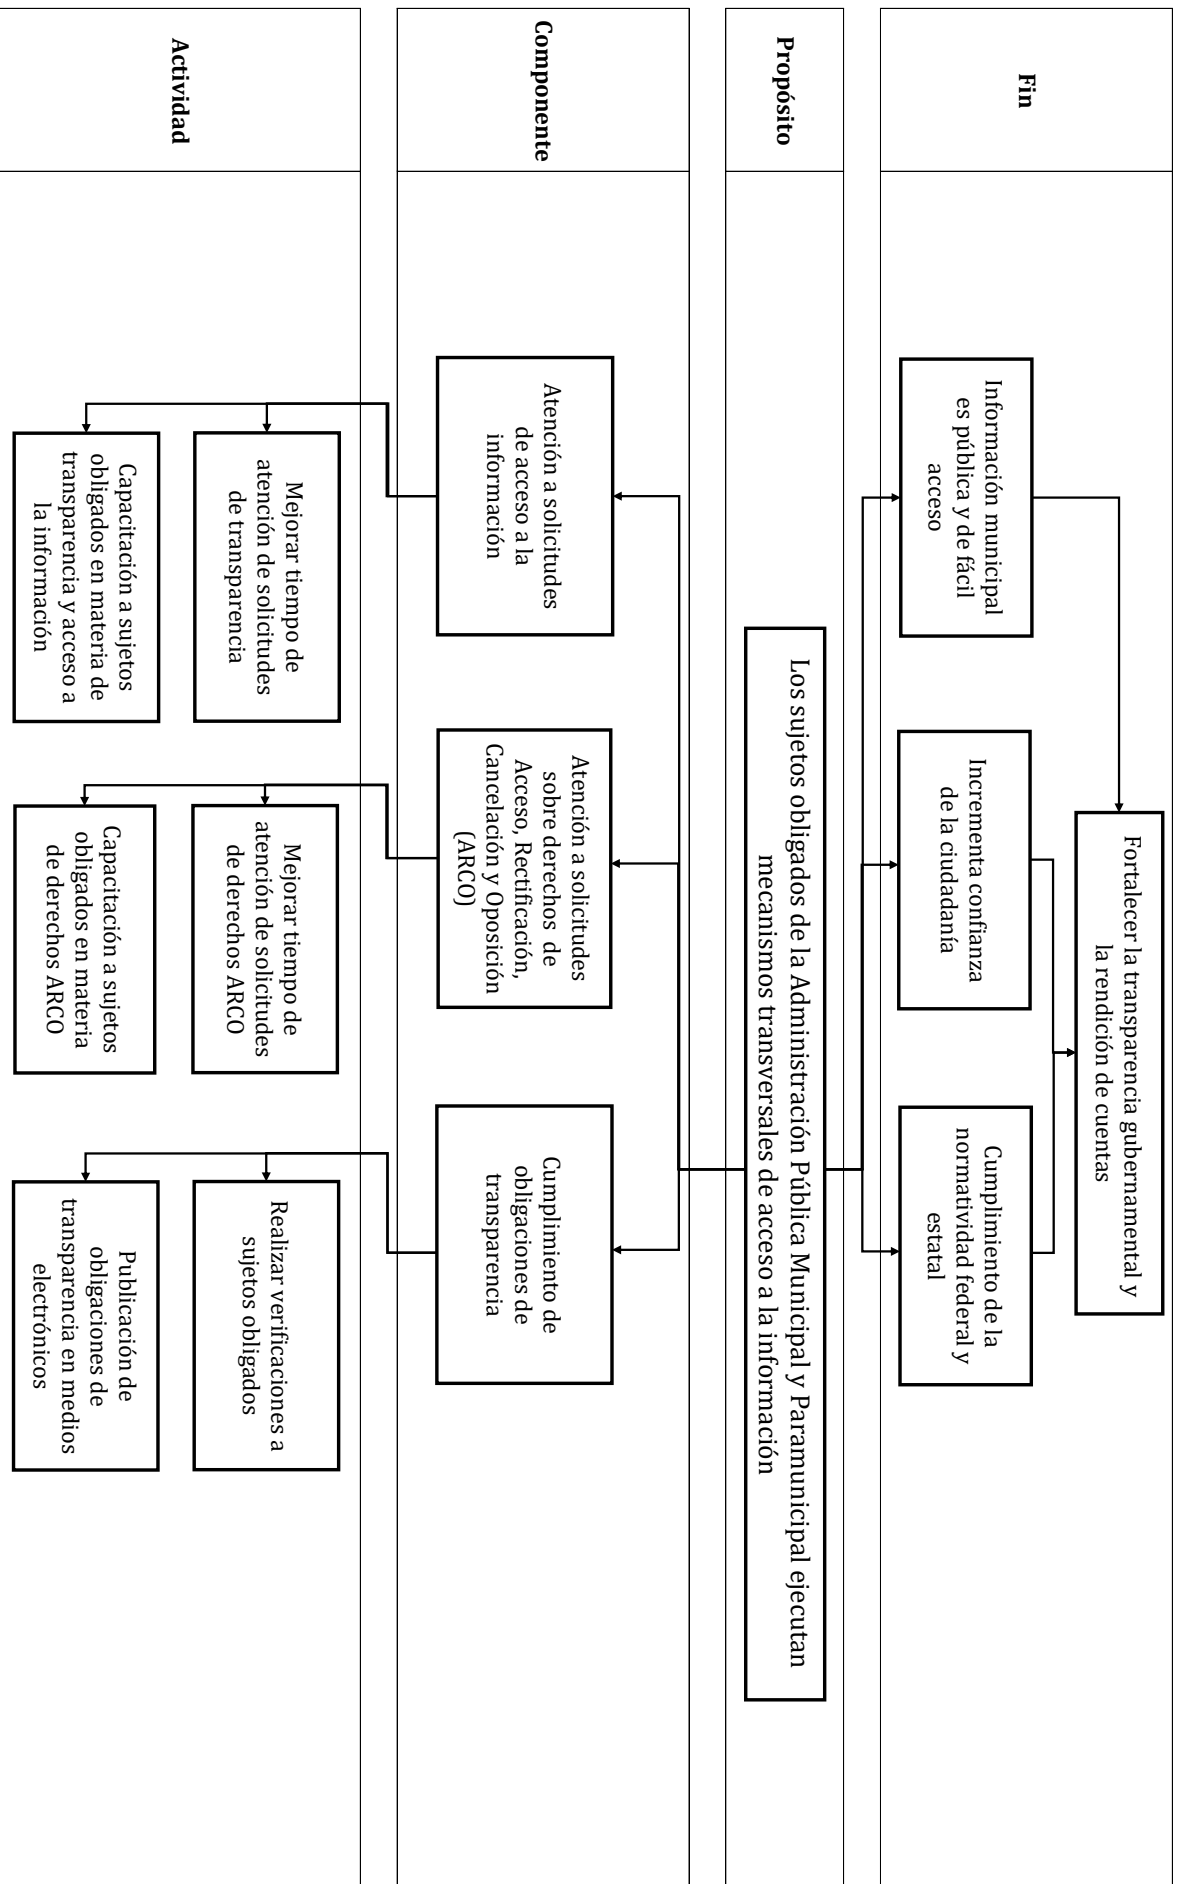 Fin
Fortalecer la transparencia gubernamental y
la rendición de cuentas
Información municipal
es pública y de fácil
acceso
Incrementa confianza
de la ciudadanía
Cumplimiento de la
normatividad federal y
estatal
Propósito
Los sujetos obligados de la Administración Pública Municipal y Paramunicipal ejecutan
mecanismos transversales de acceso a la información
Componente
Atención a solicitudes
de acceso a la
información
Atención a solicitudes
sobre derechos de
Acceso, Rectificación,
Cancelación y Oposición
(ARCO)
Cumplimiento de
obligaciones de
transparencia
Actividad
Mejorar tiempo de
atención de solicitudes
de transparencia
Mejorar tiempo de
atención de solicitudes
de derechos ARCO
Realizar verificaciones a
sujetos obligados
Capacitación a sujetos
obligados en materia de
transparencia y acceso a
la información
Capacitación a sujetos
obligados en materia
de derechos ARCO
Publicación de
obligaciones de
transparencia en medios
electrónicos